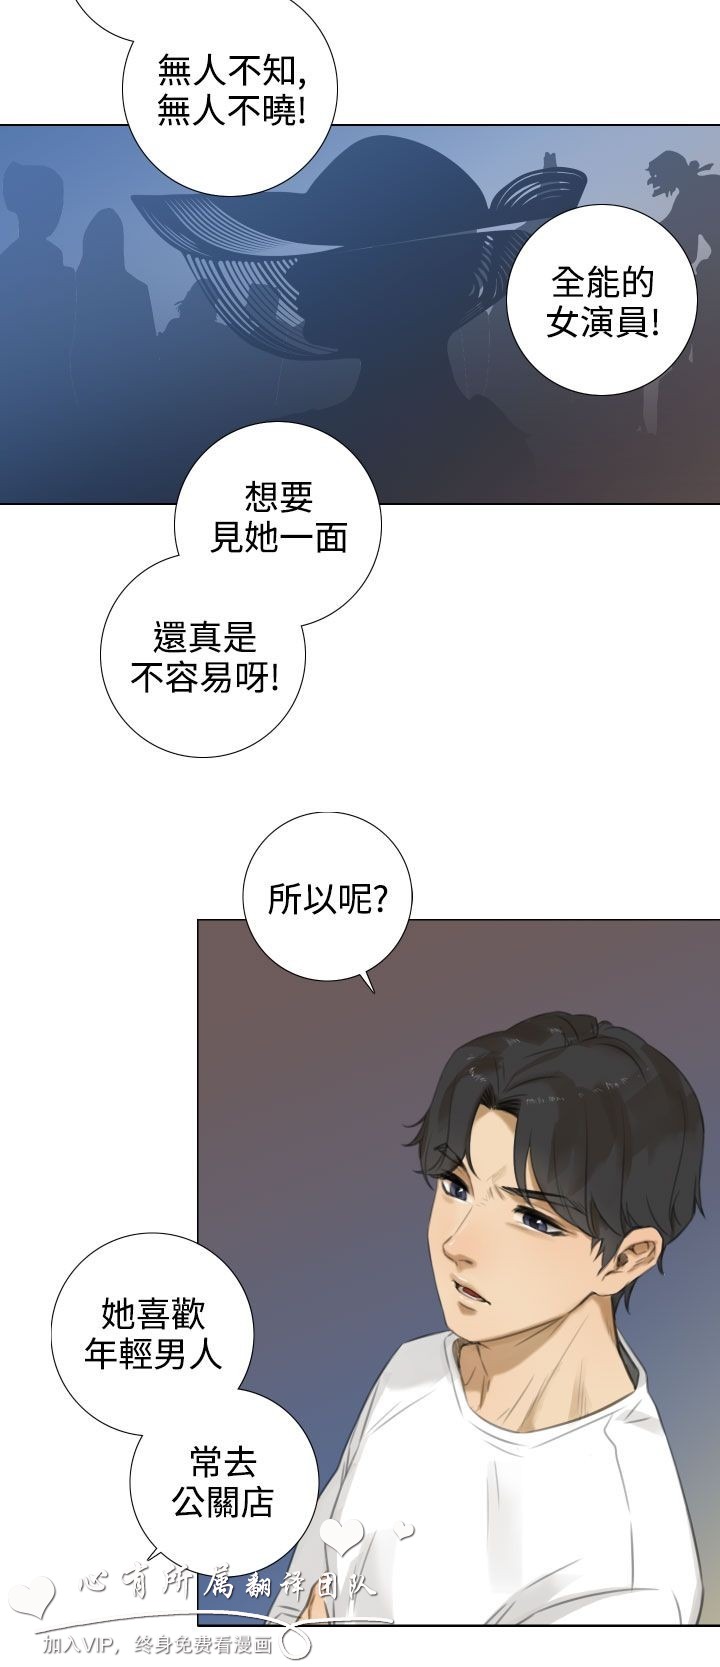 無人不知,
無人不曉!
全能的
女演員!
想要
見她一面
還真是
不容易呀!
所以呢?
她喜歡
年輕男人
常去
公關店
心有所属翻译团队
加入VIP，终身免费看漫画